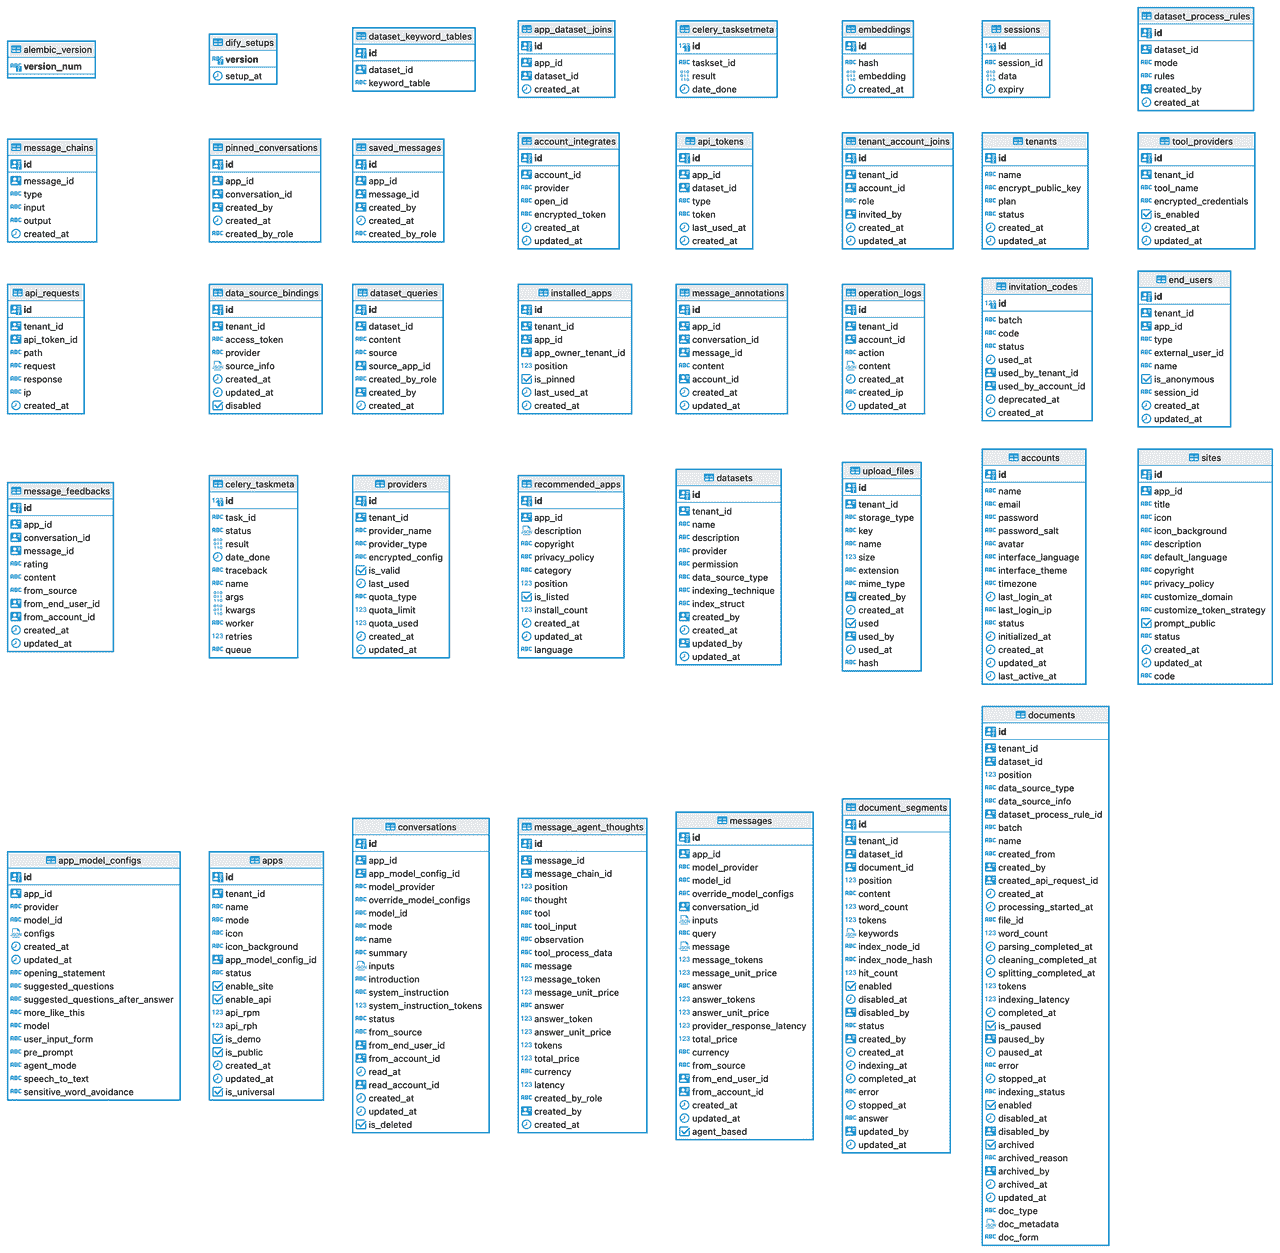 alembic_version
version_num
dify_setups
version
setup_at
dataset_keyword_tables
id
dataset_id
keyword_table
app_dataset_joins
id
app_id
dataset_id
created_at
celery_tasksetmeta
id
taskset_id
result
date_done
embeddings
id
hash
embedding
created_at
sessions
id
session_id
data
expiry
dataset_process_rules
id
dataset_id
mode
rules
created_by
created_at
message_chains
id
message_id
type
input
output
created_at
pinned_conversations
id
app_id
conversation_id
created_by
created_at
created_by_role
saved_messages
id
app_id
message_id
created_by
created_at
created_by_role
account_integrates
id
account_id
provider
open_id
encrypted_token
created_at
updated_at
api_tokens
id
app_id
dataset_id
type
token
last_used_at
created_at
tenant_account_joins
id
tenant_id
account_id
role
invited_by
created_at
updated_at
tenants
id
name
encrypt_public_key
plan
status
created_at
updated_at
tool_providers
id
tenant_id
tool_name
encrypted_credentials
is_enabled
created_at
updated_at
api_requests
id
tenant_id
api_token_id
path
request
response
ip
created_at
data_source_bindings
id
tenant_id
access_token
provider
source_info
created_at
updated_at
disabled
dataset_queries
id
dataset_id
content
source
source_app_id
created_by_role
created_by
created_at
installed_apps
id
tenant_id
app_id
app_owner_tenant_id
position
is_pinned
last_used_at
created_at
message_annotations
id
app_id
conversation_id
message_id
content
account_id
created_at
updated_at
operation_logs
id
tenant_id
account_id
action
content
created_at
created_ip
updated_at
invitation_codes
id
batch
code
status
used_at
used_by_tenant_id
used_by_account_id
deprecated_at
created_at
end_users
id
tenant_id
app_id
type
external_user_id
name
is_anonymous
session_id
created_at
updated_at
message_feedbacks
id
app_id
conversation_id
message_id
rating
content
from_source
from_end_user_id
from_account_id
created_at
updated_at
celery_taskmeta
id
task_id
status
result
date_done
traceback
name
args
kwargs
worker
retries
queue
providers
id
tenant_id
provider_name
provider_type
encrypted_config
is_valid
last_used
quota_type
quota_limit
quota_used
created_at
updated_at
recommended_apps
id
app_id
description
copyright
privacy_policy
category
position
is_listed
install_count
created_at
updated_at
language
datasets
id
tenant_id
name
description
provider
permission
data_source_type
indexing_technique
index_struct
created_by
created_at
updated_by
updated_at
upload_files
id
tenant_id
storage_type
key
name
size
extension
mime_type
created_by
created_at
used
used_by
used_at
hash
accounts
id
name
email
password
password_salt
avatar
interface_language
interface_theme
timezone
last_login_at
last_login_ip
status
initialized_at
created_at
updated_at
last_active_at
sites
id
app_id
title
icon
icon_background
description
default_language
copyright
privacy_policy
customize_domain
customize_token_strategy
prompt_public
status
created_at
updated_at
code
app_model_configs
id
app_id
provider
model_id
configs
created_at
updated_at
opening_statement
suggested_questions
suggested_questions_after_answer
more_like_this
model
user_input_form
pre_prompt
agent_mode
speech_to_text
sensitive_word_avoidance
apps
id
tenant_id
name
mode
icon
icon_background
app_model_config_id
status
enable_site
enable_api
api_rpm
api_rph
is_demo
is_public
created_at
updated_at
is_universal
conversations
id
app_id
app_model_config_id
model_provider
override_model_configs
model_id
mode
name
summary
inputs
introduction
system_instruction
system_instruction_tokens
status
from_source
from_end_user_id
from_account_id
read_at
read_account_id
created_at
updated_at
is_deleted
message_agent_thoughts
id
message_id
message_chain_id
position
thought
tool
tool_input
observation
tool_process_data
message
message_token
message_unit_price
answer
answer_token
answer_unit_price
tokens
total_price
currency
latency
created_by_role
created_by
created_at
messages
id
app_id
model_provider
model_id
override_model_configs
conversation_id
inputs
query
message
message_tokens
message_unit_price
answer
answer_tokens
answer_unit_price
provider_response_latency
total_price
currency
from_source
from_end_user_id
from_account_id
created_at
updated_at
agent_based
document_segments
id
tenant_id
dataset_id
document_id
position
content
word_count
tokens
keywords
index_node_id
index_node_hash
hit_count
enabled
disabled_at
disabled_by
status
created_by
created_at
indexing_at
completed_at
error
stopped_at
answer
updated_by
updated_at
documents
id
tenant_id
dataset_id
position
data_source_type
data_source_info
dataset_process_rule_id
batch
name
created_from
created_by
created_api_request_id
created_at
processing_started_at
file_id
word_count
parsing_completed_at
cleaning_completed_at
splitting_completed_at
tokens
indexing_latency
completed_at
is_paused
paused_by
paused_at
error
stopped_at
indexing_status
enabled
disabled_at
disabled_by
archived
archived_reason
archived_by
archived_at
updated_at
doc_type
doc_metadata
doc_form